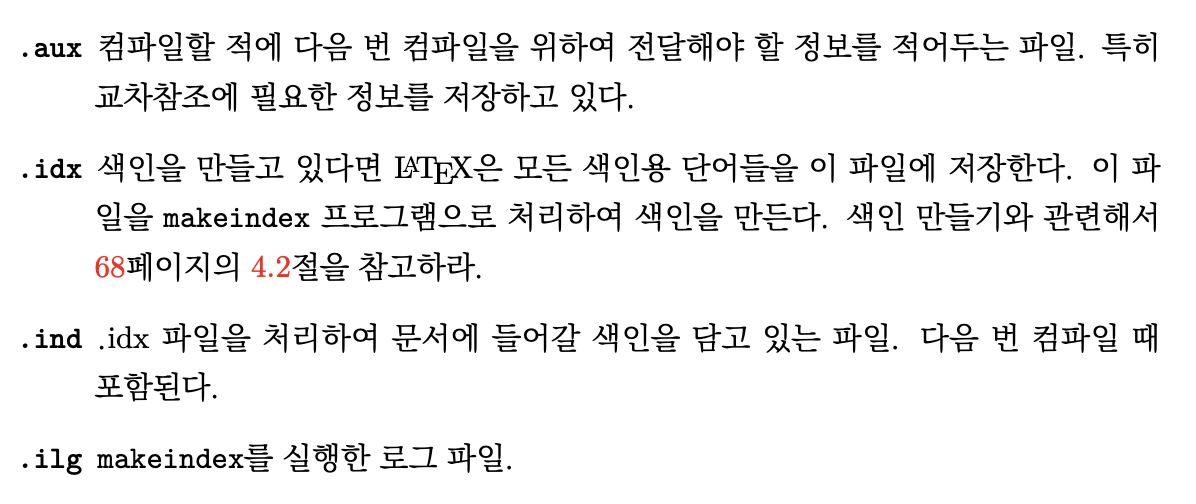 .aux 컴파일할 적에 다음 번 컴파일을 위하여 전달해야 할 정보를 적어두는 파일. 특히
교차참조에 필요한 정보를 저장하고 있다.
.idx 색인을 만들고 있다면 LATEX은 모든 색인용 단어들을 이 파일에 저장한다. 이 파
일을 makeindex 프로그램으로 처리하여 색인을 만든다. 색인 만들기와 관련해서
68페이지의 4.2절을 참고하라.
.ind .idx 파일을 처리하여 문서에 들어갈 색인을 담고 있는 파일. 다음 번 컴파일 때
포함된다.
.ilg makeindex를 실행한 로그 파일.